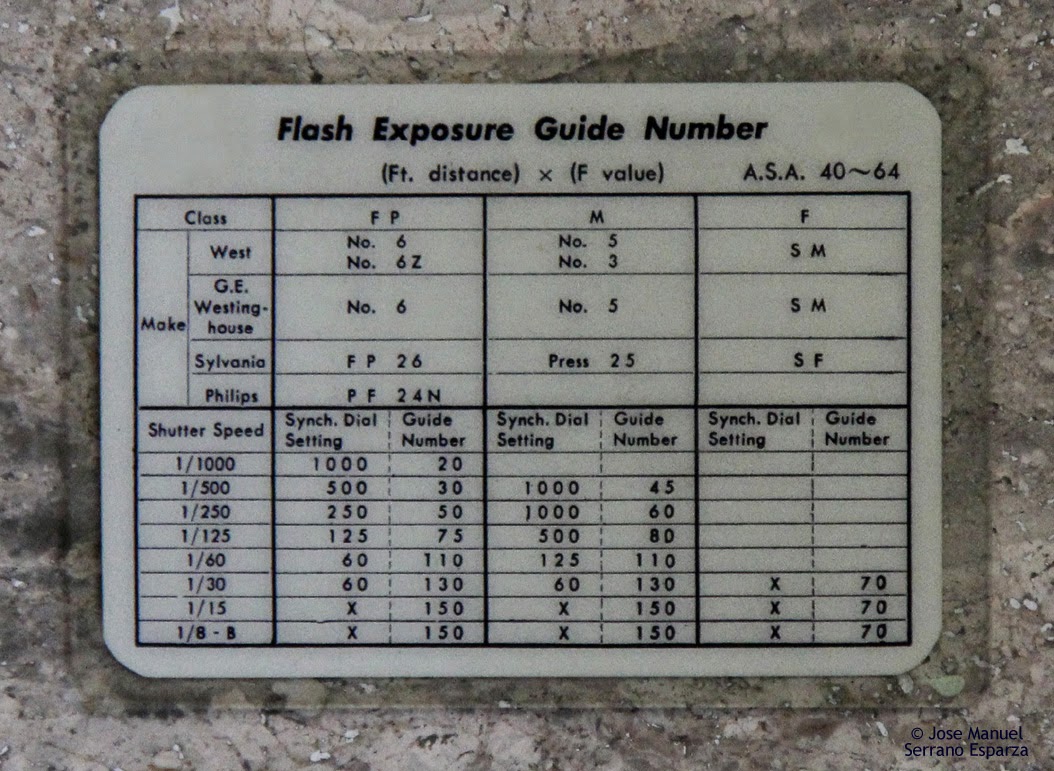 Flash Exposure Guide Number
(Ft. distance) × (F value) A.S.A. 40~64
Class F P M F
Make
West No. 6 No. 5 S M
No. 6Z No. 3
G.E.
Westing-
house No. 6 No. 5 S M
Sylvania F P 26 Press 25 S F
Philips P F 24N
Shutter Speed Synch. Dial Setting Guide Number Synch. Dial Setting Guide Number Synch. Dial Setting Guide Number
1/1000 1000 20
1/500 500 30 1000 45
1/250 250 50 1000 60
1/125 125 75 500 80
1/60 60 110 125 110
1/30 60 130 60 130 X 70
1/15 X 150 X 150 X 70
1/8 - B X 150 X 150 X 70
© Jose Manuel
Serrano Esparza